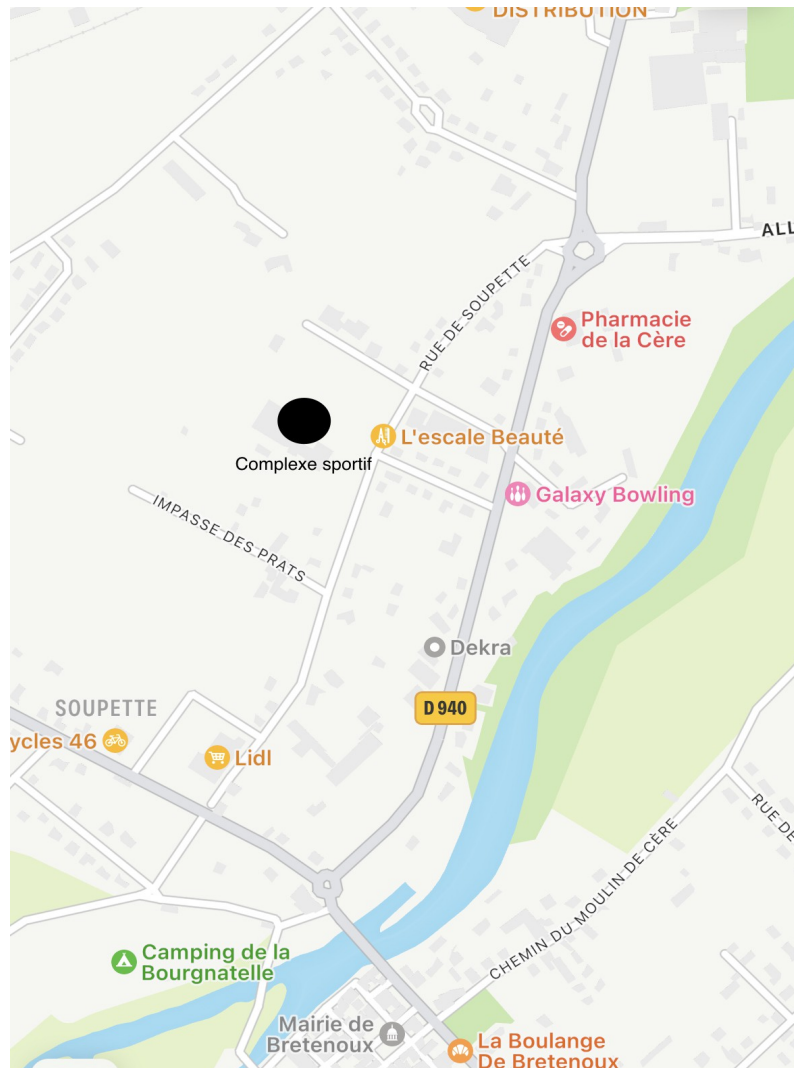 DISTRIBUTION
ALL
RUE DE SOUPETTE
Pharmacie
de la Cère
L'escale Beauté
Complexe sportif
Galaxy Bowling
IMPASSE DES PRATS
Dekra
D 940
SOUPETTE
ycles 46
Lidl
RUE DE
CHEMIN DU MOULIN DE CÈRE
Camping de la
Bourgnatelle
Mairie de
Bretenoux
La Boulange
De Bretenoux